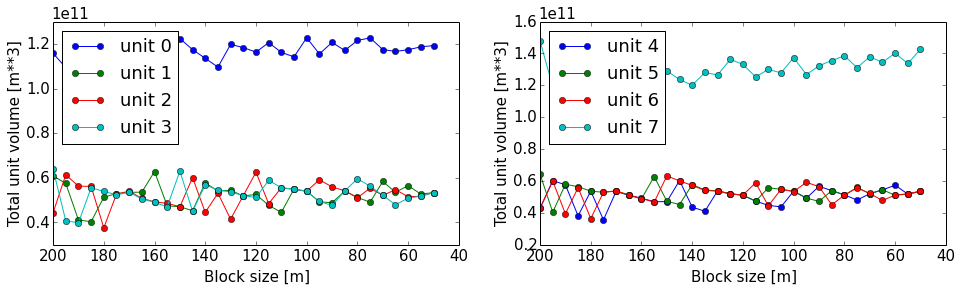 1e11
1.2
1.0
0.8
0.6
0.4
Total unit volume [m**3]
unit 0
unit 1
unit 2
unit 3
200 180 160 140 120 100 80 60 40
Block size [m]
1e11
1.6
1.4
1.2
1.0
0.8
0.6
0.4
0.2
Total unit volume [m**3]
unit 4
unit 5
unit 6
unit 7
200 180 160 140 120 100 80 60 40
Block size [m]